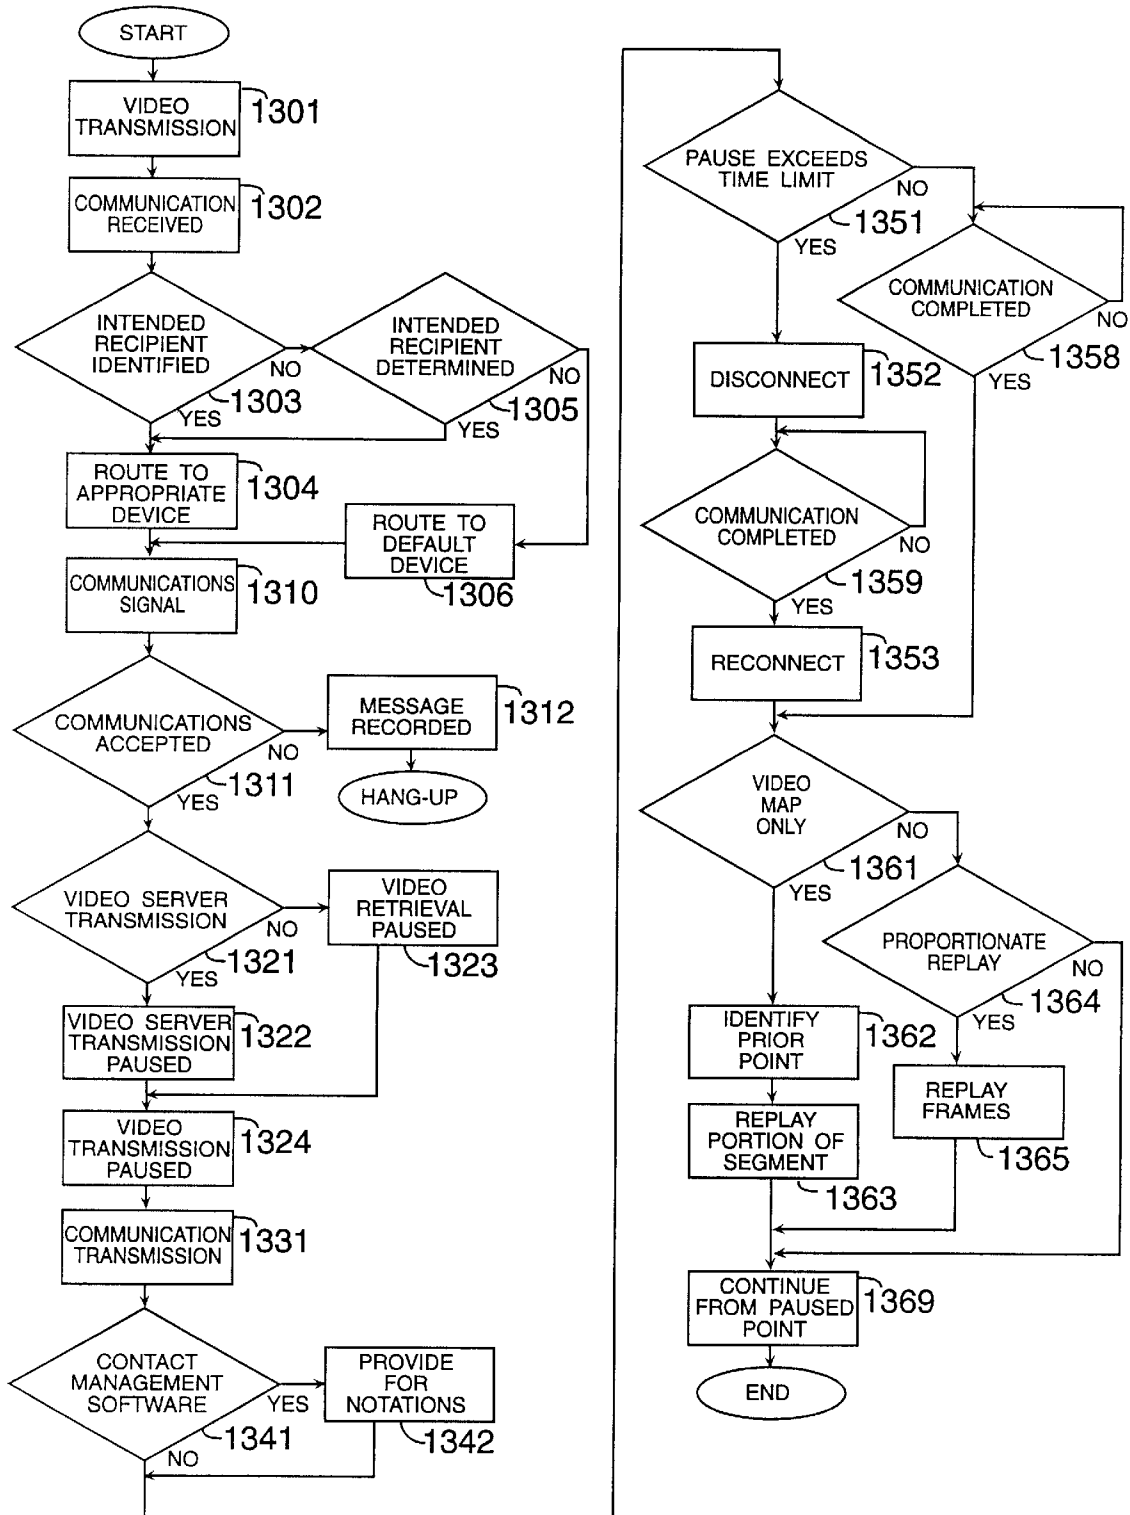 START
VIDEO
TRANSMISSION
1301
COMMUNICATION
RECEIVED
1302
INTENDED
RECIPIENT
IDENTIFIED
NO
1303
YES
INTENDED
RECIPIENT
DETERMINED
NO
1305
YES
ROUTE TO
APPROPRIATE
DEVICE
1304
ROUTE TO
DEFAULT
DEVICE
1306
COMMUNICATIONS
SIGNAL
1310
COMMUNICATIONS
ACCEPTED
NO
1311
YES
MESSAGE
RECORDED
1312
HANG-UP
VIDEO SERVER
TRANSMISSION
NO
1321
YES
VIDEO
RETRIEVAL
PAUSED
1323
VIDEO SERVER
TRANSMISSION
PAUSED
1322
VIDEO
TRANSMISSION
PAUSED
1324
COMMUNICATION
TRANSMISSION
1331
CONTACT
MANAGEMENT
SOFTWARE
YES
1341
NO
PROVIDE
FOR
NOTATIONS
1342
PAUSE EXCEEDS
TIME LIMIT
NO
1351
YES
COMMUNICATION
COMPLETED
NO
1358
YES
DISCONNECT
1352
COMMUNICATION
COMPLETED
NO
1359
YES
RECONNECT
1353
VIDEO
MAP
ONLY
NO
1361
YES
PROPORTIONATE
REPLAY
NO
1364
YES
IDENTIFY
PRIOR
POINT
1362
REPLAY
FRAMES
1365
REPLAY
PORTION OF
SEGMENT
1363
CONTINUE
FROM PAUSED
POINT
1369
END